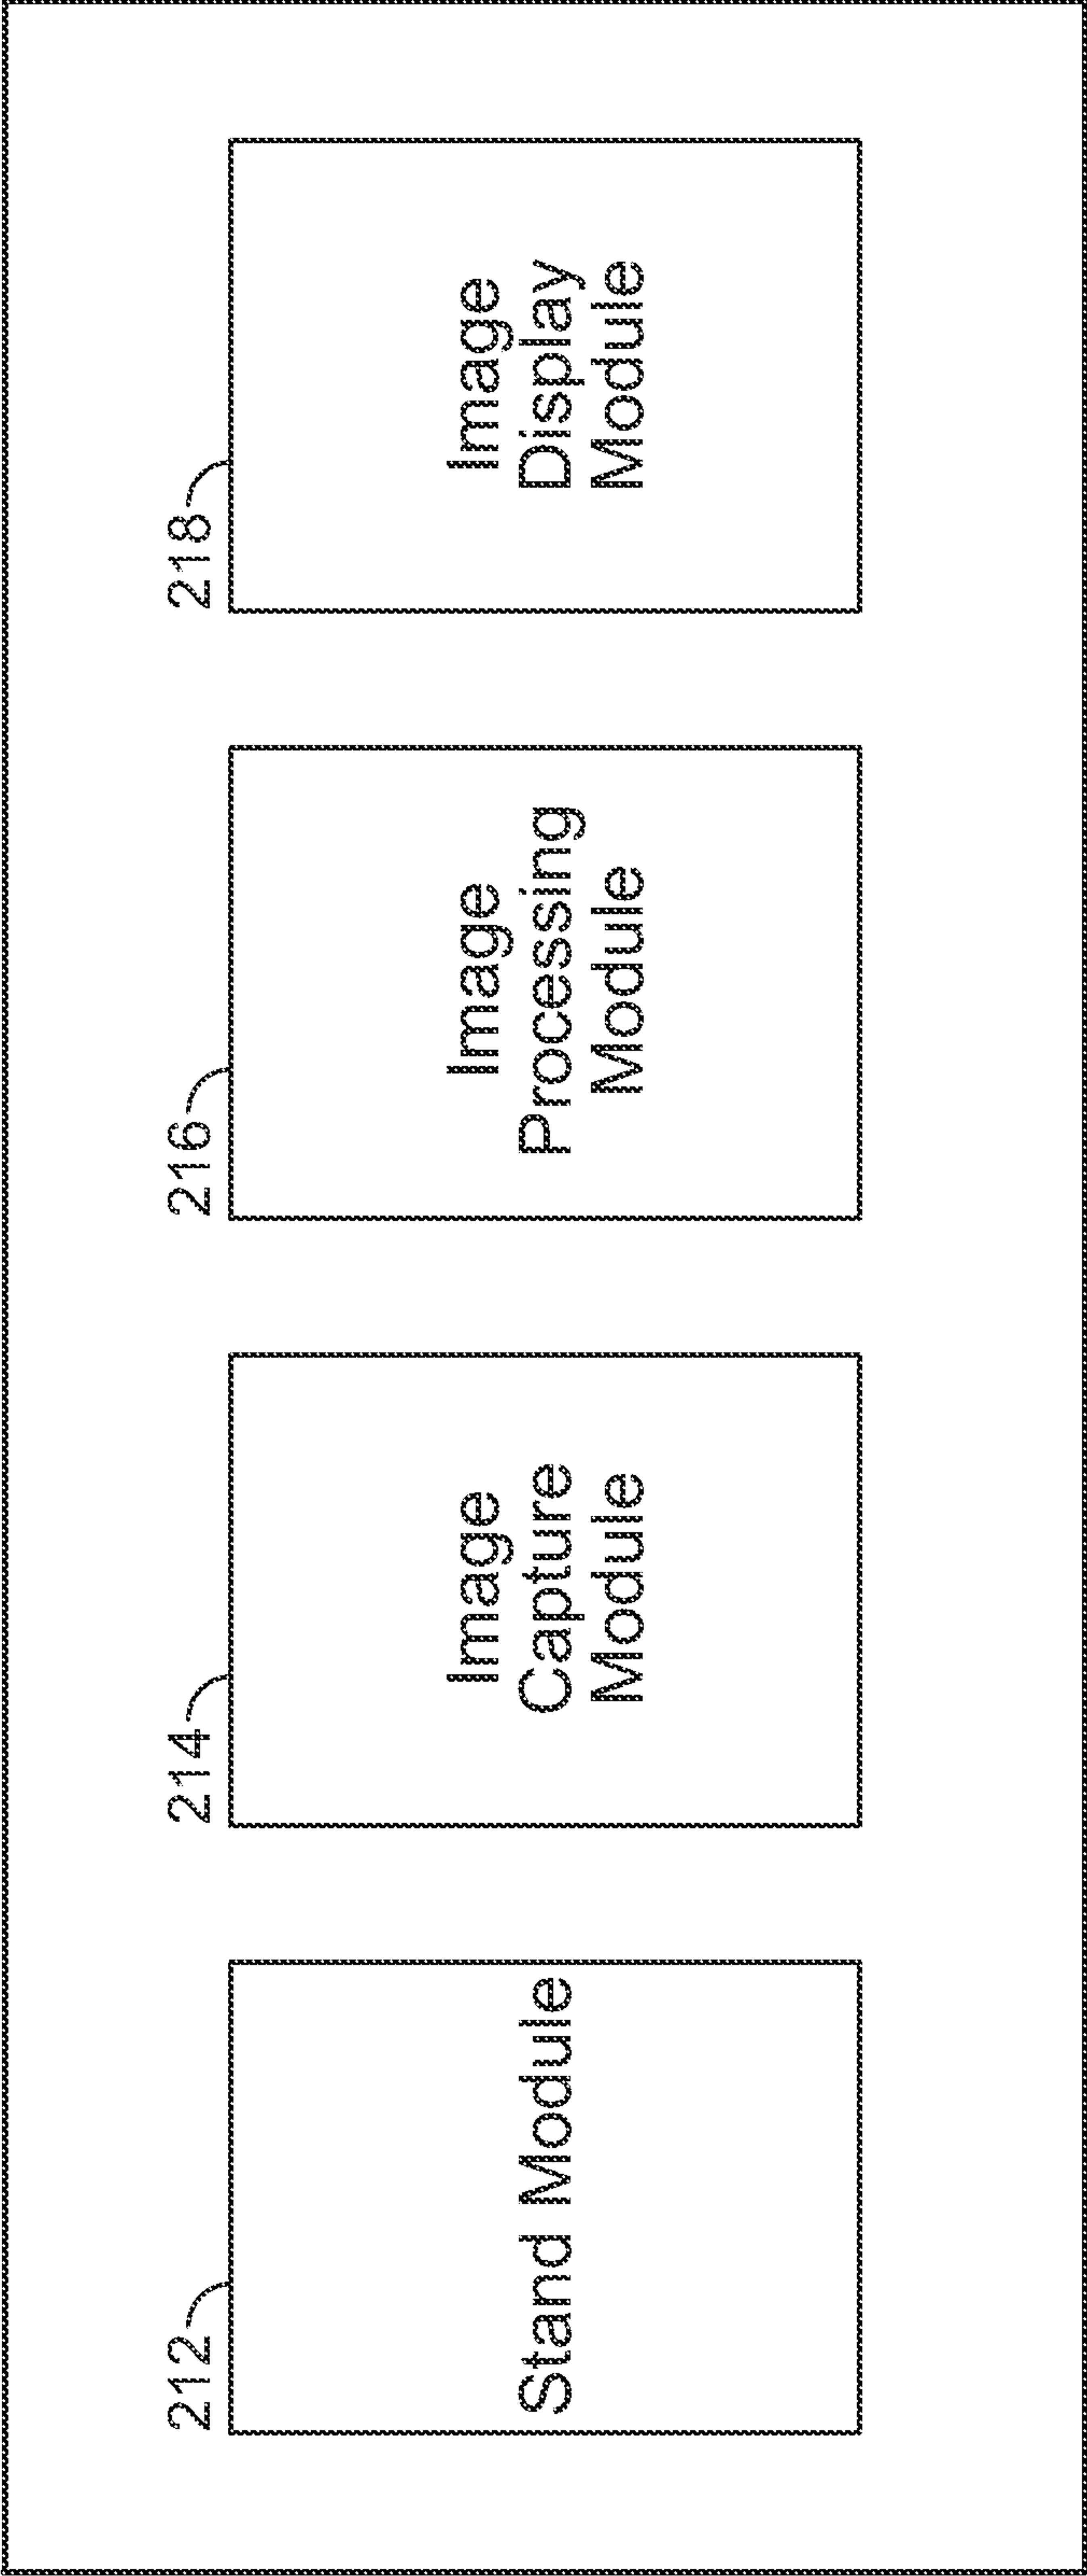 212
Stand Module
214
Image
Capture
Module
216
Image
Processing
Module
218
Image
Display
Module